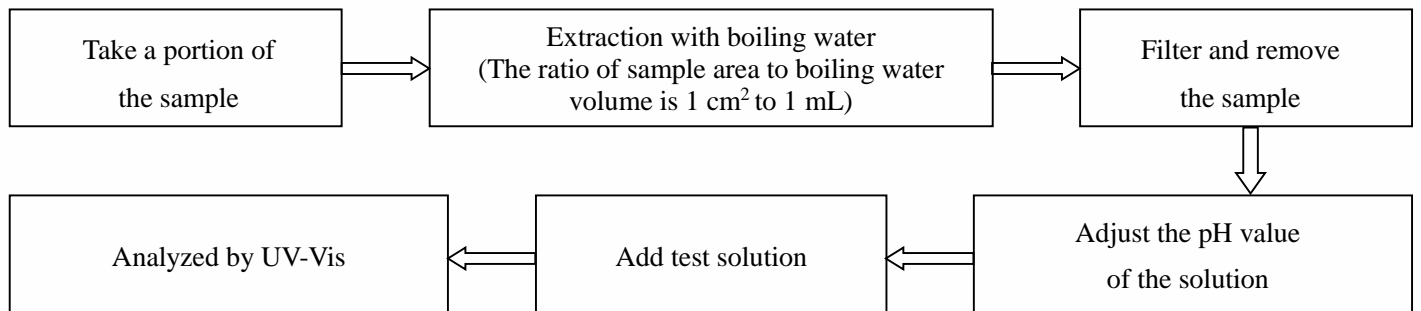 Take a portion of
the sample
Extraction with boiling water
(The ratio of sample area to boiling water
volume is 1 cm² to 1 mL)
Filter and remove
the sample
Adjust the pH value
of the solution
Add test solution
Analyzed by UV-Vis